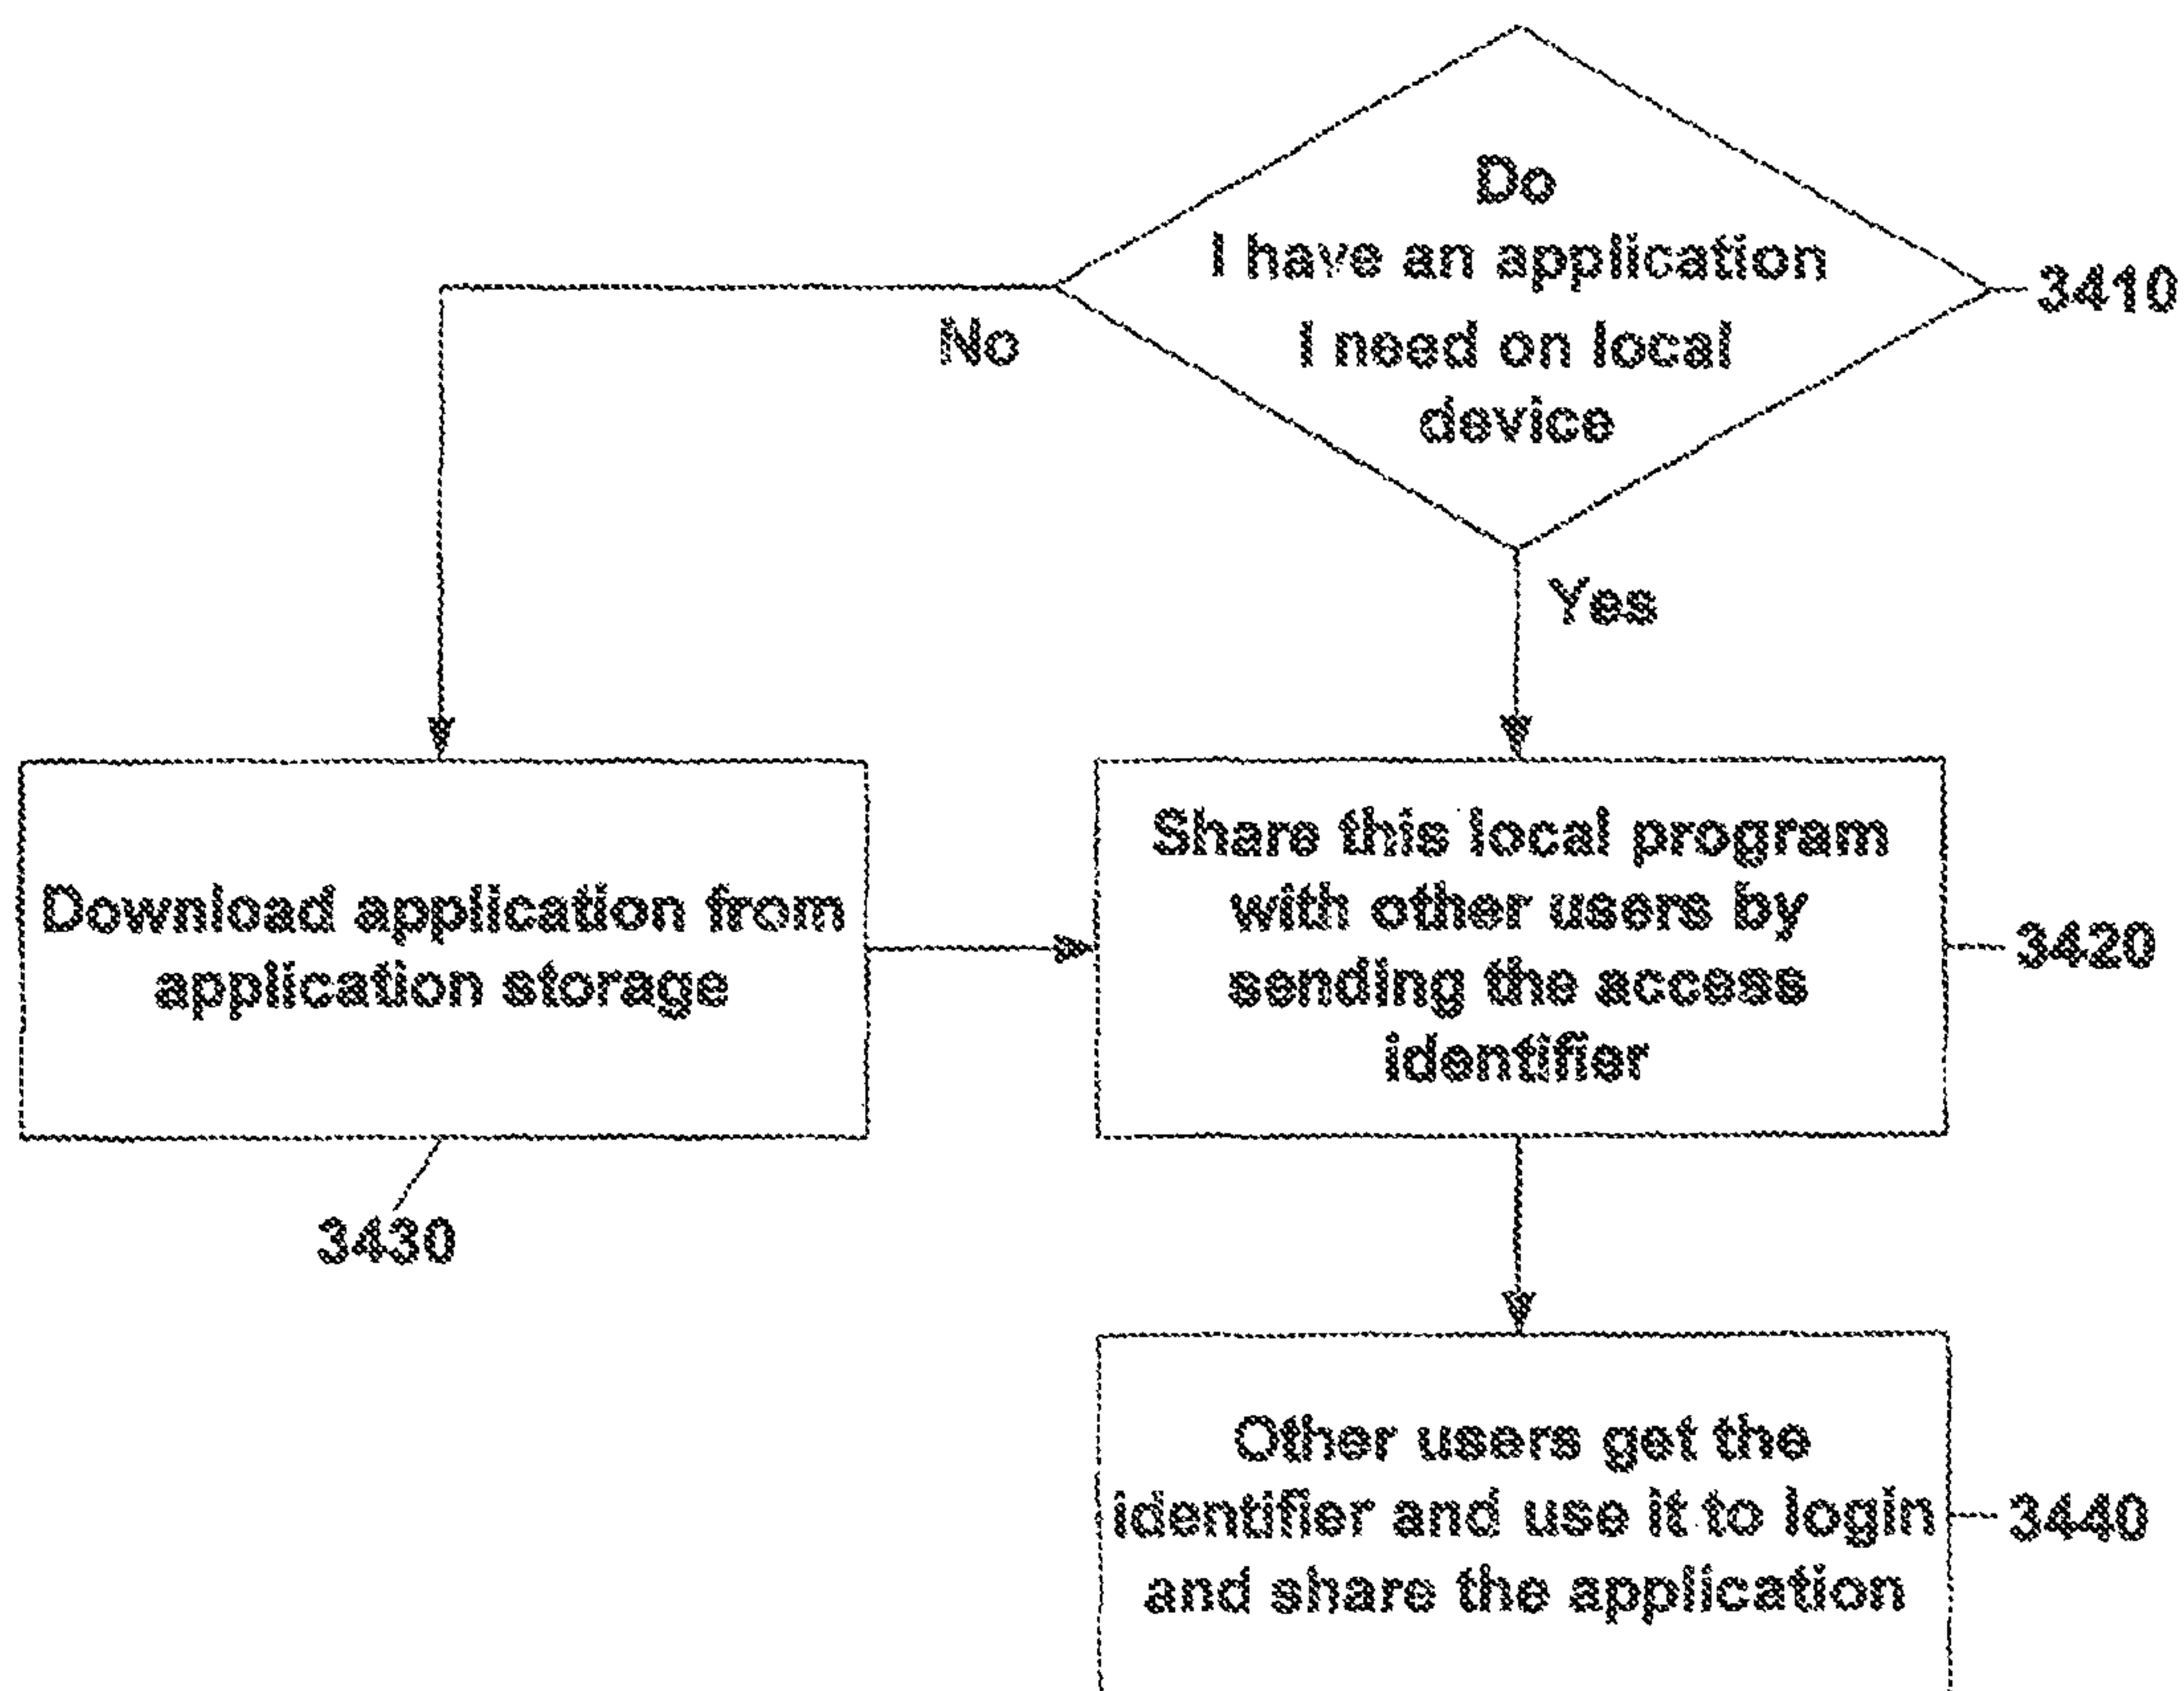 Do
I have an application
I need on local
device
3410
No
Yes
Download application from
application storage
3430
Share this local program
with other users by
sending the access
identifier
3420
Other users get the
identifier and use it to login
and share the application
3440